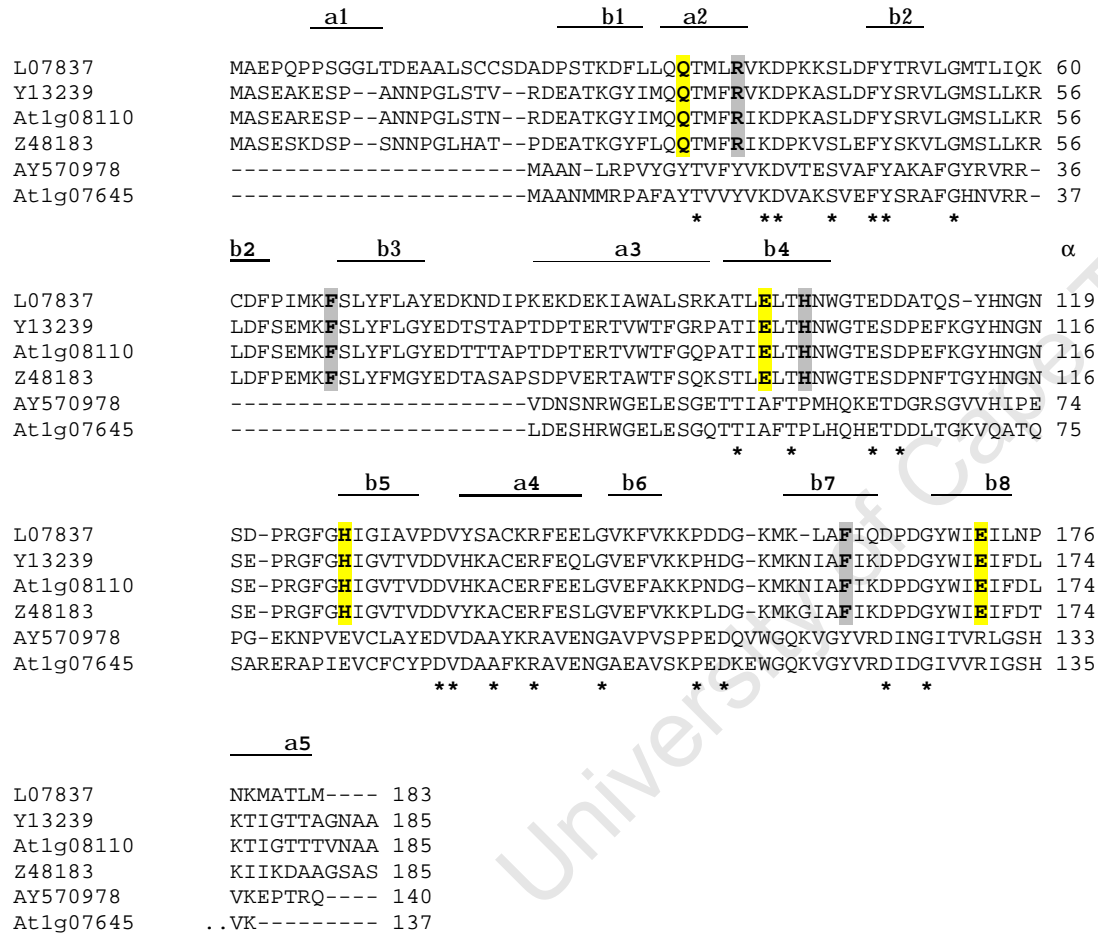 a1 b1 a2 b2
L07837 MAEPQPPSGGLTDEAALSCCSDADPSTKDFLLQQTMLRVKDPKKSLDFYTRVLGMTLIQK 60
Y13239 MASEAKESP--ANNPGLSTV--RDEATKGYIMQQTMFRVKDPKASLDFYSRVLGMSLLKR 56
At1g08110 MASEARESP--ANNPGLSTN--RDEATKGYIMQQTMFRIKDPKASLDFYSRVLGMSLLKR 56
Z48183 MASESKDSP--SNNPGLHAT--PDEATKGYFLQQTMFRIKDPKVSLEFYSKVLGMSLLKR 56
AY570978 ----------------------MAAN-LRPVYGYTVFYVKDVTESVAFYAKAFGYRVRR- 36
At1g07645 ----------------------MAANMMRPAFAYTVVYVKDVAKSVEFYSRAFGHNVRR- 37
* ** * ** *
b2 b3 a3 b4 α
L07837 CDFPIMKFSLYFLAYEDKNDIPKEKDEKIAWALSRKATLELTHNWGTEDDATQS-YHNGN 119
Y13239 LDFSEMKFSLYFLGYEDTSTAPTDPTERTVWTFGRPATIELTHNWGTESDPEFKGYHNGN 116
At1g08110 LDFSEMKFSLYFLGYEDTTTAPTDPTERTVWTFGQPATIELTHNWGTESDPEFKGYHNGN 116
Z48183 LDFPEMKFSLYFMGYEDTASAPSDPVERTAWTFSQKSTLELTHNWGTESDPNFTGYHNGN 116
AY570978 ----------------------VDNSNRWGELESGETTIAFTPMHQKETDGRSGVVHIPE 74
At1g07645 ----------------------LDESHRWGELESGQTTIAFTPLHQHETDDLTGKVQATQ 75
* * * *
b5 a4 b6 b7 b8
L07837 SD-PRGFGHIGIAVPDVYSACKRFEELGVKFVKKPDDG-KMK-LAFIQDPDGYWIEILNP 176
Y13239 SE-PRGFGHIGVTVDDVHKACERFEQLGVEFVKKPHDG-KMKNIAFIKDPDGYWIEIFDL 174
At1g08110 SE-PRGFGHIGVTVDDVHKACERFEELGVEFAKKPNDG-KMKNIAFIKDPDGYWIEIFDL 174
Z48183 SE-PRGFGHIGVTVDDVYKACERFESLGVEFVKKPLDG-KMKGIAFIKDPDGYWIEIFDT 174
AY570978 PG-EKNPVEVCLAYEDVDAAYKRAVENGAVPVSPPEDQVWGQKVGYVRDINGITVRLGSH 133
At1g07645 SARERAPIEVCFCYPDVDAAFKRAVENGAEAVSKPEDKEWGQKVGYVRDIDGIVVRIGSH 135
** * * * * * * *
a5
L07837 NKMATLM---- 183
Y13239 KTIGTTAGNAA 185
At1g08110 KTIGTTTVNAA 185
Z48183 KIIKDAAGSAS 185
AY570978 VKEPTRQ---- 140
At1g07645 ..VK--------- 137
University of Cape T